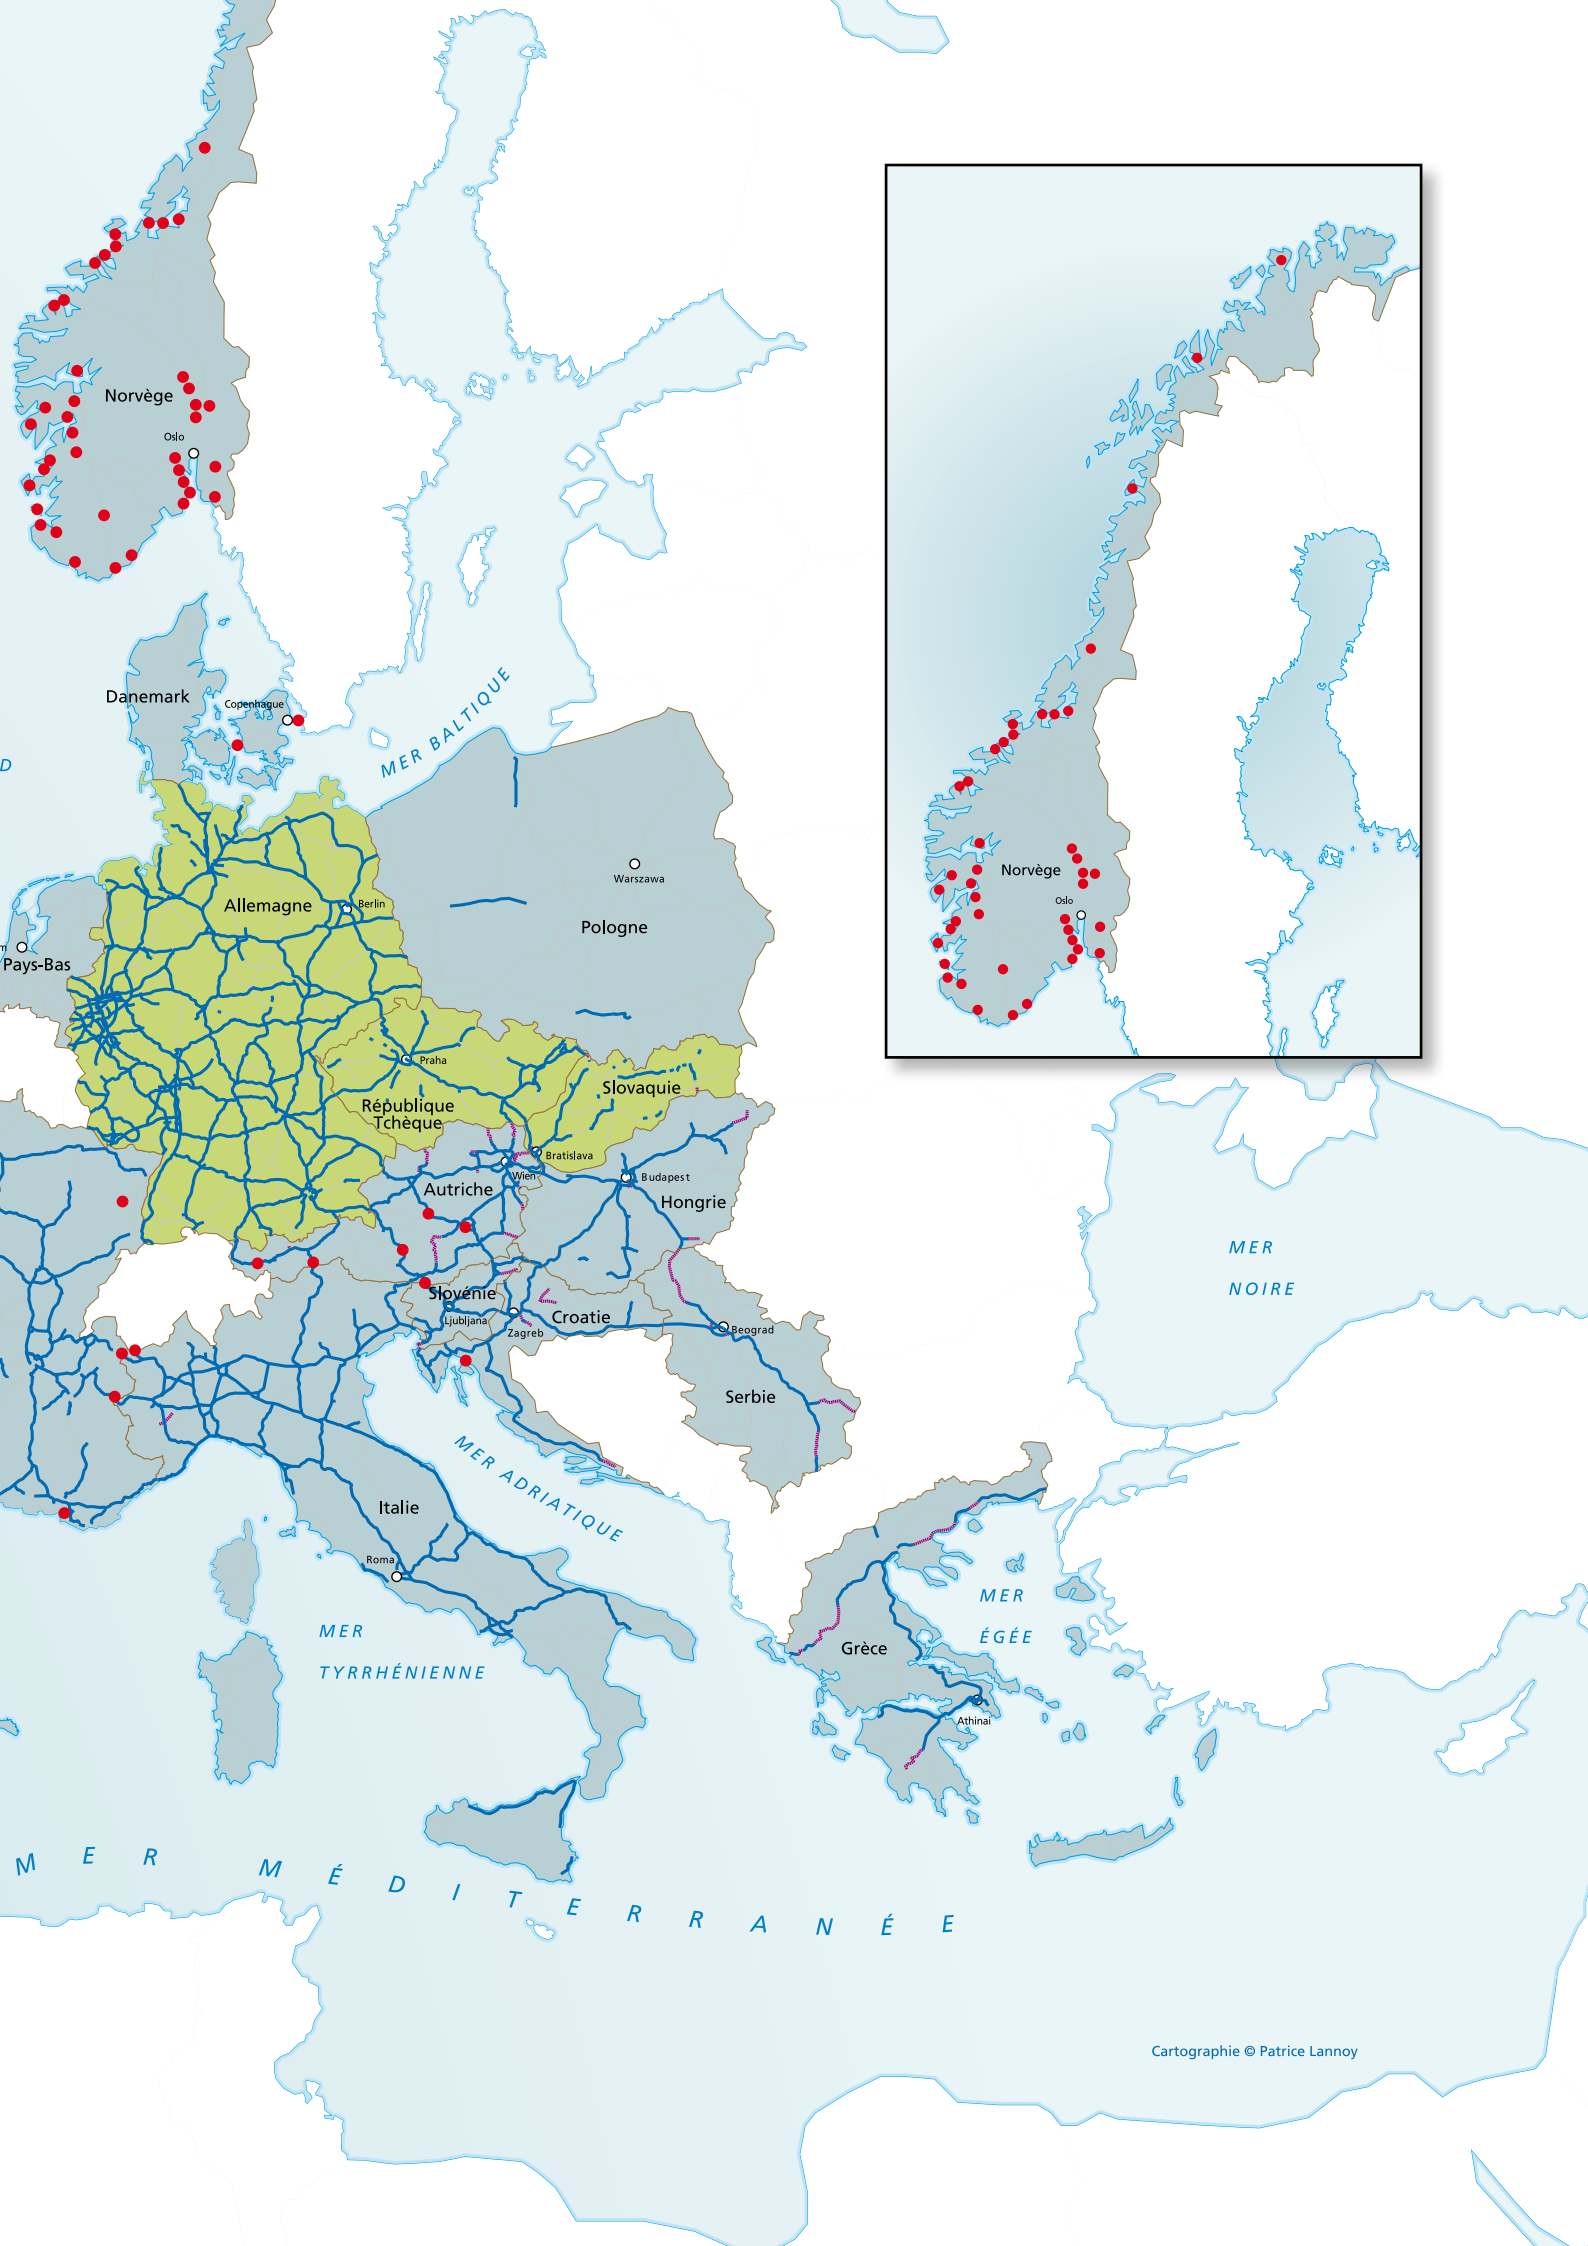 Norvège
Oslo
Norvège
Oslo
Danemark
Copenhague
MER BALTIQUE
D
Warszawa
Pologne
Allemagne
Berlin
m
Pays-Bas
Praha
Slovaquie
République
Tchèque
Bratislava
Wien
Budapest
Autriche
Hongrie
MER
NOIRE
Slovénie
Ljubljana
Croatie
Zagreb
Beograd
Serbie
MER ADRIATIQUE
Italie
Roma
MER
TYRRHÉNIENNE
MER
ÉGÉE
Grèce
Athinai
MER MÉDITERRANÉE
Cartographie © Patrice Lannoy